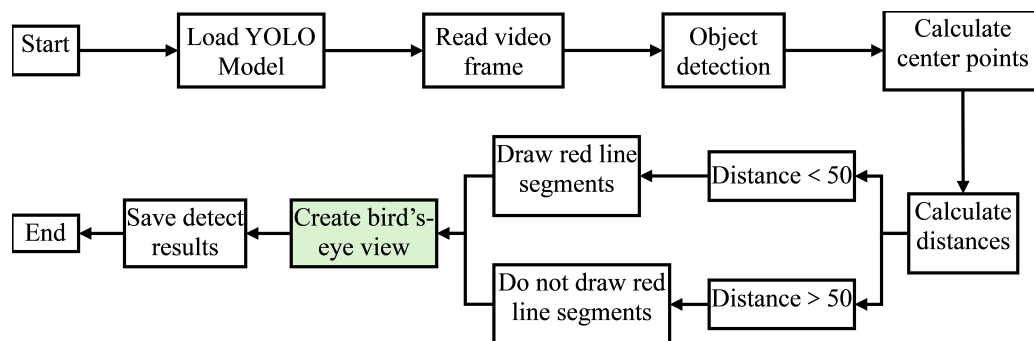 Start
Load YOLO
Model
Read video
frame
Object
detection
Calculate
center points
Calculate
distances
Distance < 50
Draw red line
segments
Distance > 50
Do not draw red
line segments
Create bird's-
eye view
Save detect
results
End